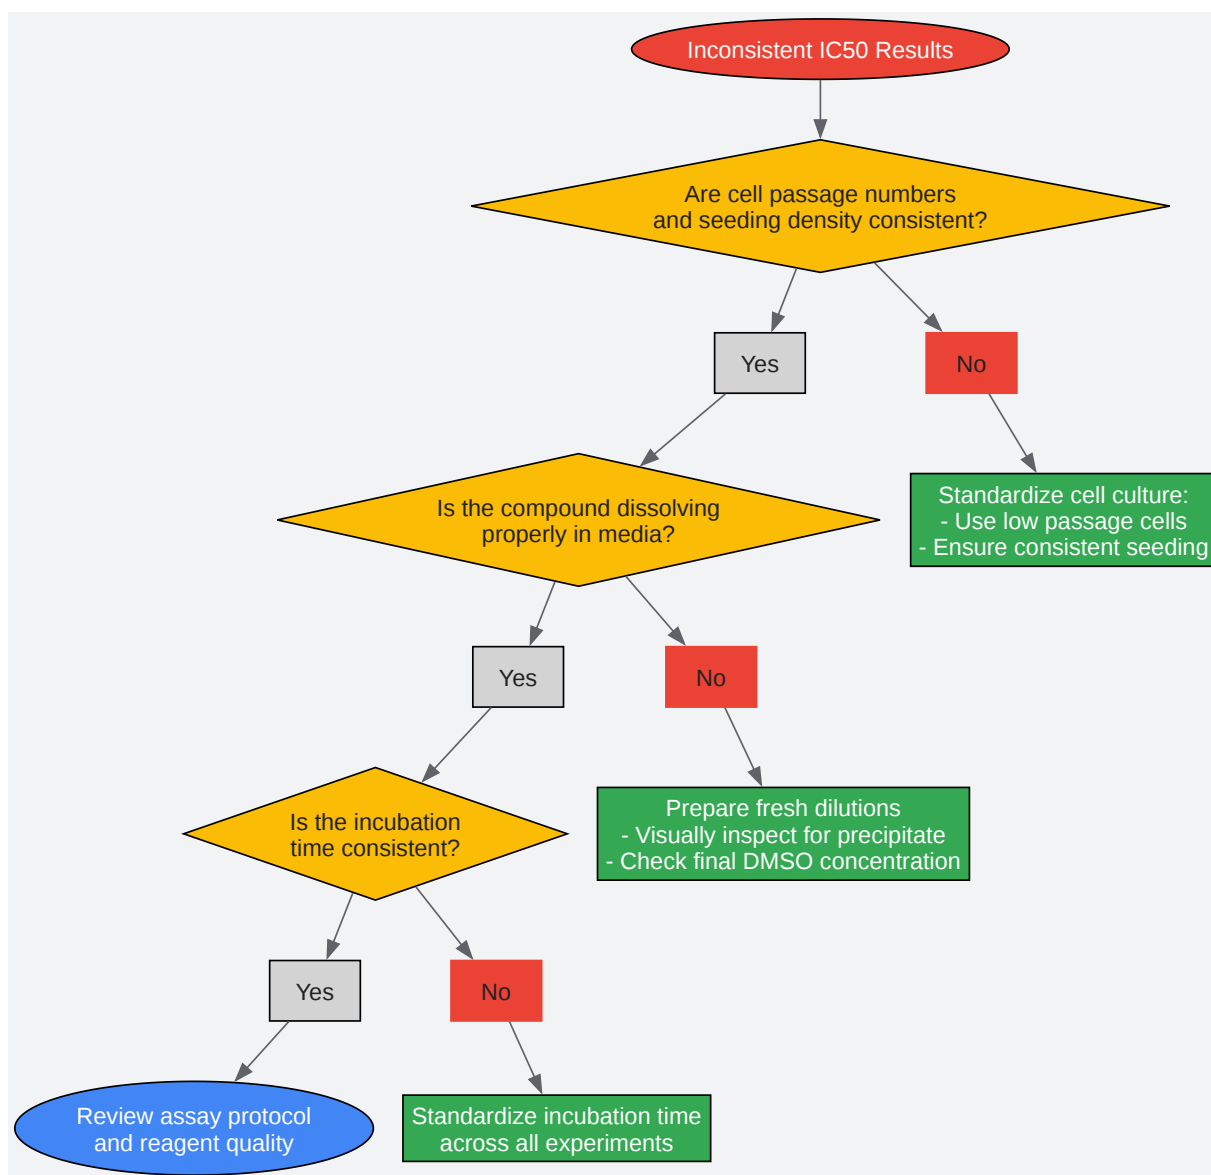 Inconsistent IC50 Results
Are cell passage numbers
and seeding density consistent?
Yes
No
Is the compound dissolving
properly in media?
Standardize cell culture:
- Use low passage cells
- Ensure consistent seeding
Yes
No
Is the incubation
time consistent?
Prepare fresh dilutions
- Visually inspect for precipitate
- Check final DMSO concentration
Yes
No
Review assay protocol
and reagent quality
Standardize incubation time
across all experiments